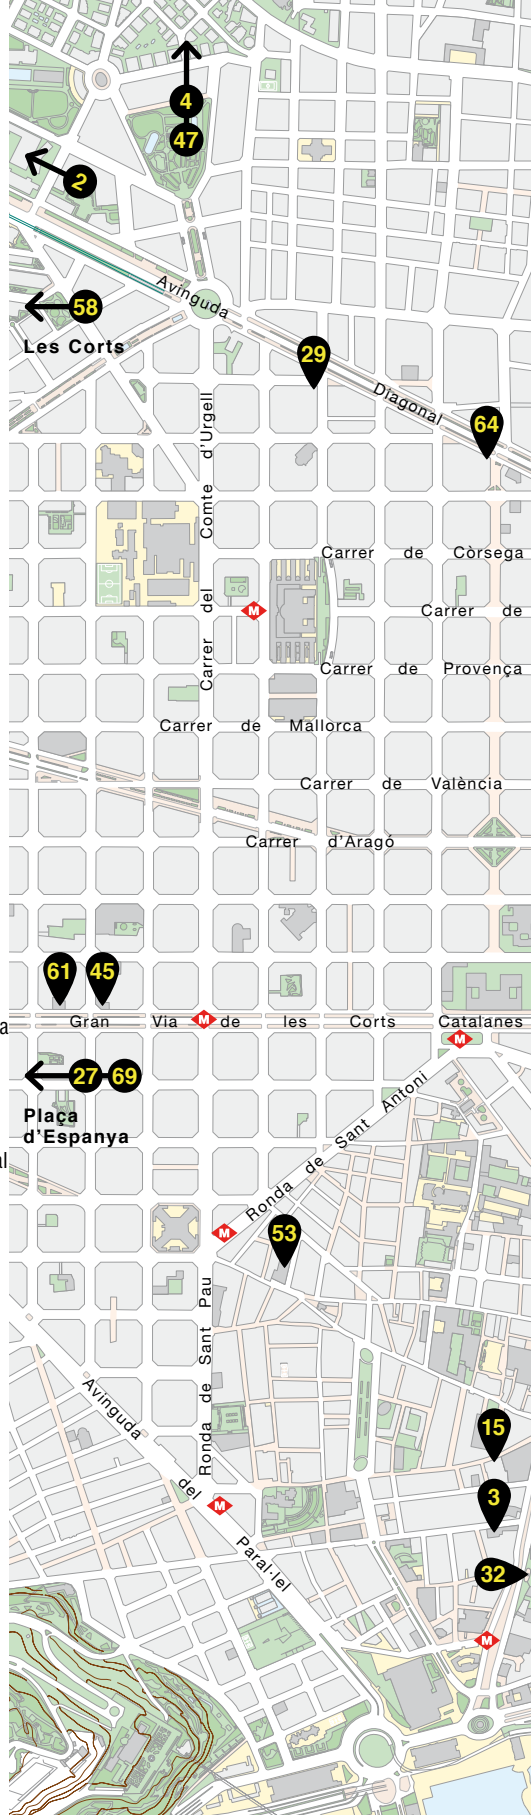 4
47
2
58
Les Corts
Avinguda
Diagonal
29
64
Carrer del Comte d'Urgell
Carrer de Còrsega
M
Carrer de
Carrer de Provença
Carrer de Mallorca
Carrer de València
Carrer d'Aragó
61
45
a
Gran Via M de les Corts Catalanes
M
27
69
Plaça
d'Espanya
al
Ronda de Sant Antoni
M
53
Ronda de Sant Pau
Avinguda del Paral·lel
M
15
3
32
M